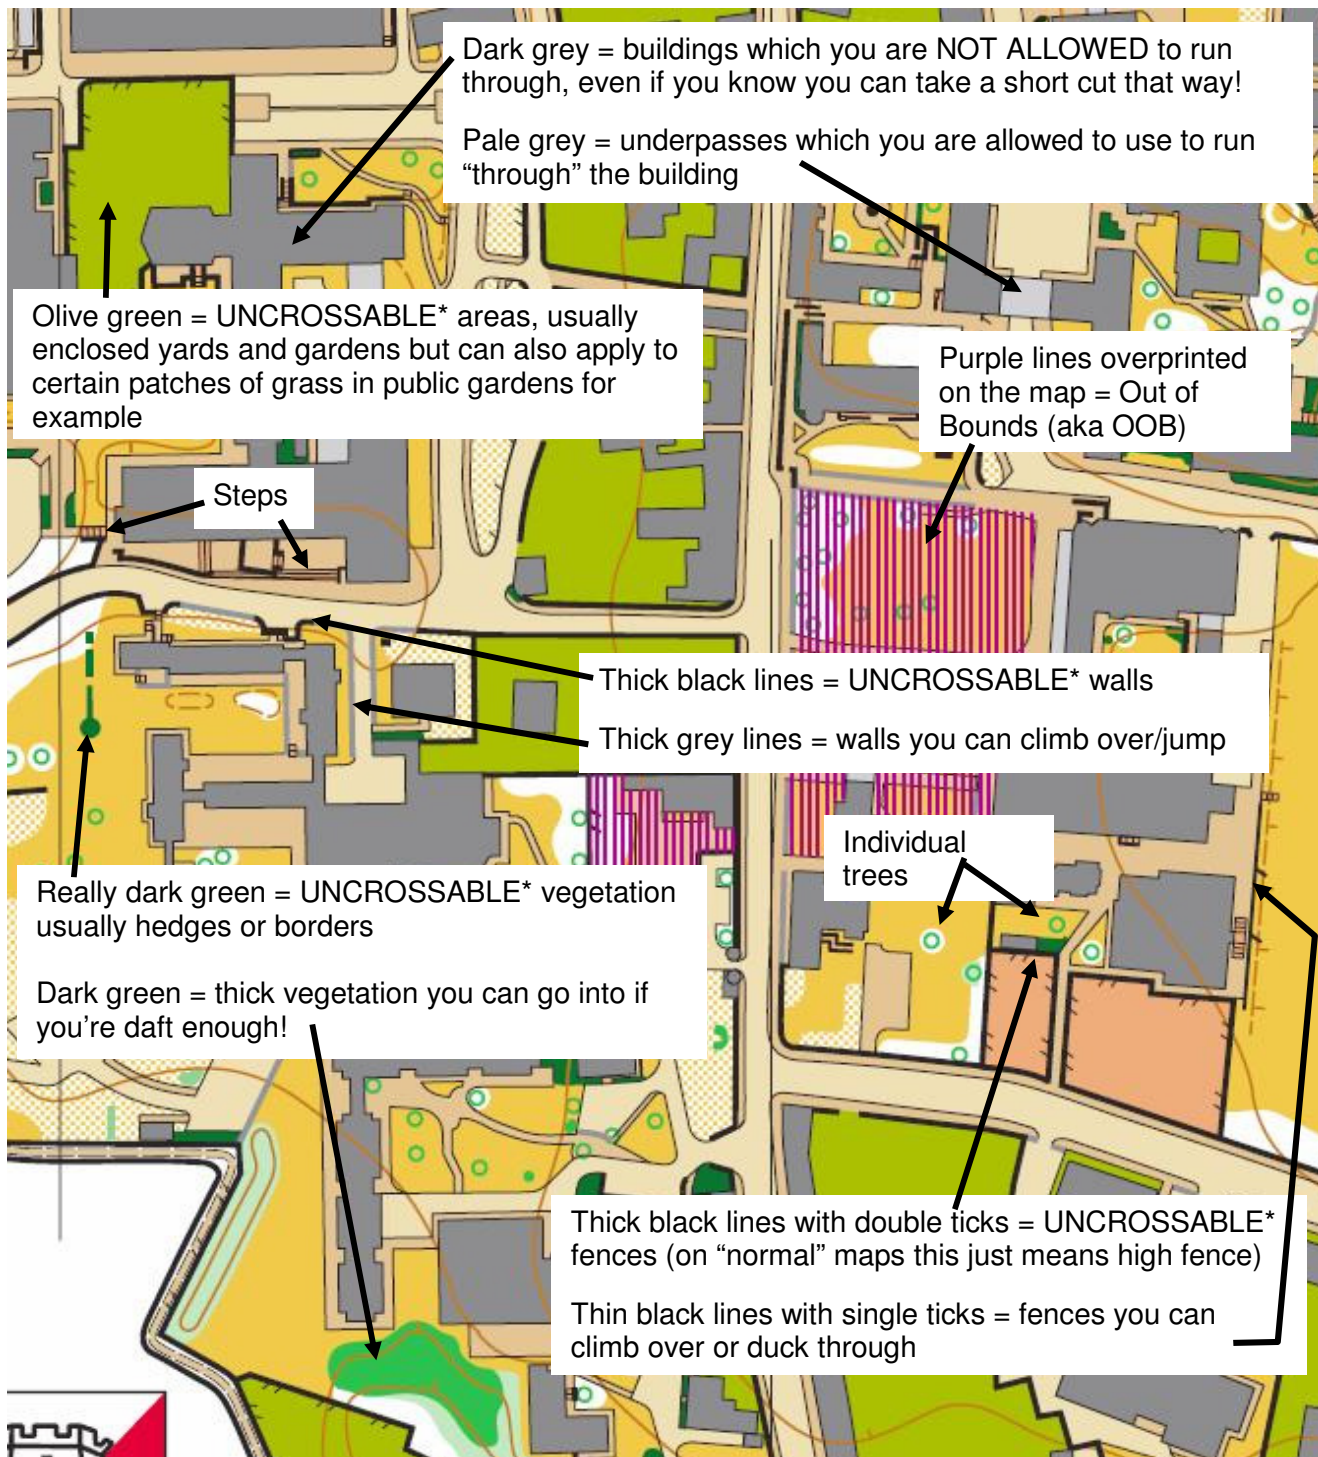 Dark grey = buildings which you are NOT ALLOWED to run
through, even if you know you can take a short cut that way!
Pale grey = underpasses which you are allowed to use to run
“through” the building
Olive green = UNCROSSABLE* areas, usually
enclosed yards and gardens but can also apply to
certain patches of grass in public gardens for
example
Purple lines overprinted
on the map = Out of
Bounds (aka OOB)
Steps
Thick black lines = UNCROSSABLE* walls
Thick grey lines = walls you can climb over/jump
Individual
trees
Really dark green = UNCROSSABLE* vegetation
usually hedges or borders
Dark green = thick vegetation you can go into if
you’re daft enough!
Thick black lines with double ticks = UNCROSSABLE*
fences (on “normal” maps this just means high fence)
Thin black lines with single ticks = fences you can
climb over or duck through